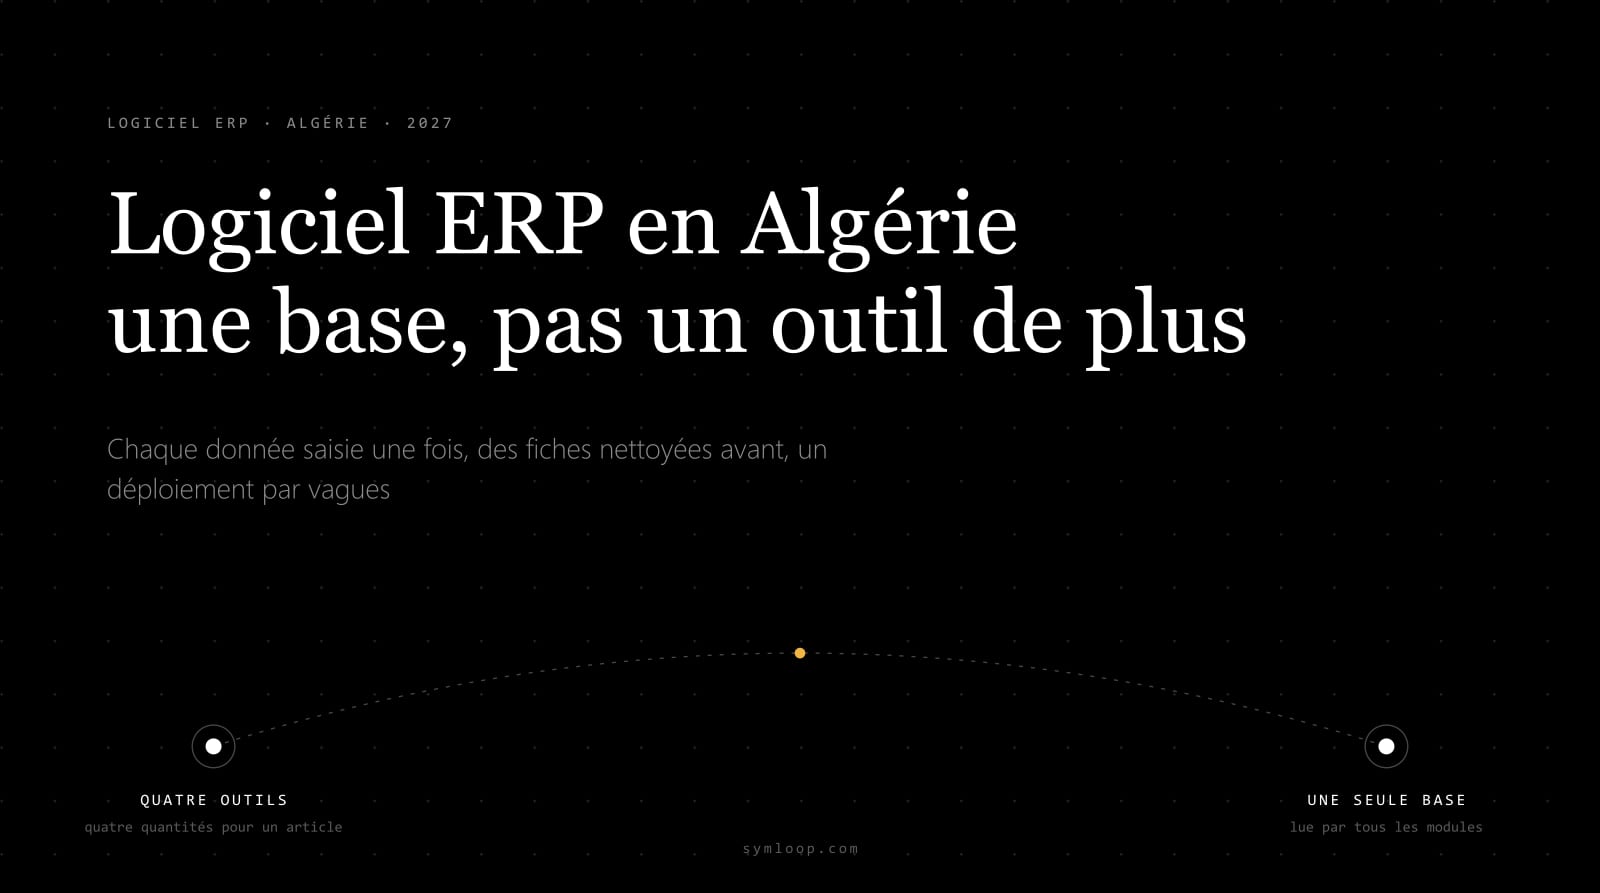 LOGICIEL ERP · ALGÉRIE · 2027
Logiciel ERP en Algérie
une base, pas un outil de plus
Chaque donnée saisie une fois, des fiches nettoyées avant, un
déploiement par vagues
QUATRE OUTILS
quatre quantités pour un article
UNE SEULE BASE
lue par tous les modules
symloop.com